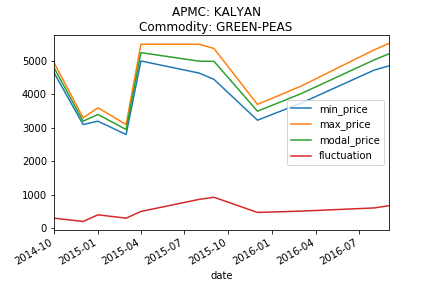 APMC: KALYAN
Commodity: GREEN-PEAS
5000
4000
3000
2000
1000
0
min_price
max_price
modal_price
fluctuation
2014-10
2015-01
2015-04
2015-07
2015-10
2016-01
2016-04
2016-07
date